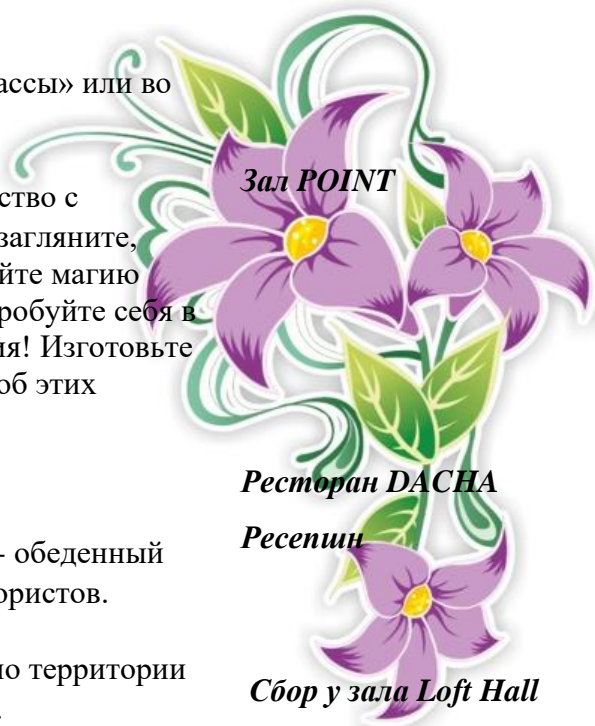 ассы» или во
Зал POINT
ство с
загляните,
йте магию
робуйте себя в
ия! Изготовьте
об этих
Ресторан DACHA
Ресепшн
- обеденный
ористов.
по территории
Сбор у зала Loft Hall